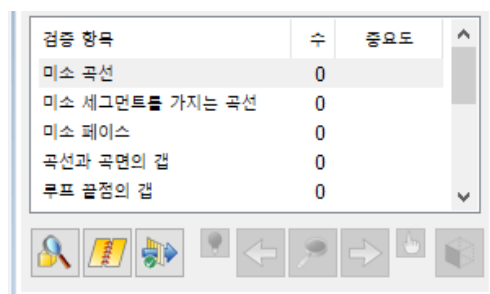 검증 항목 수 중요도
미소 곡선 0
미소 세그먼트를 가지는 곡선 0
미소 페이스 0
곡선과 곡면의 갭 0
루프 끝점의 갭 0